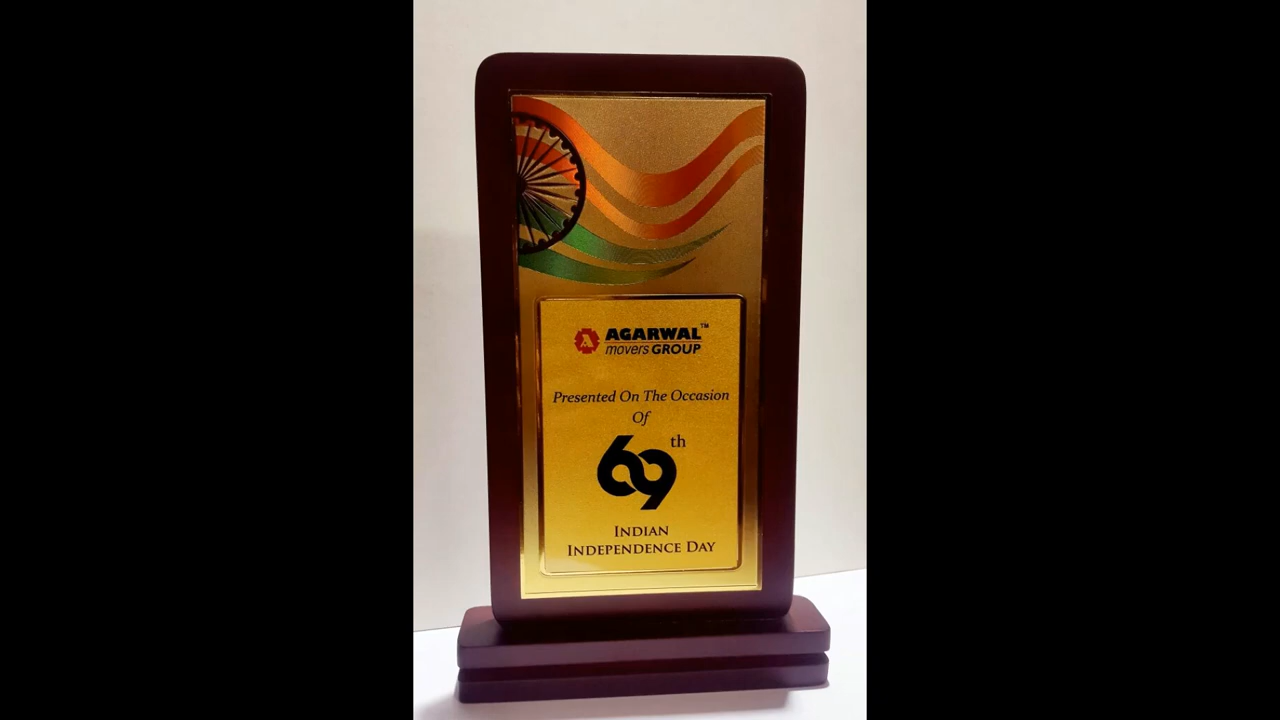 AGARWAL™
movers GROUP
Presented On The Occasion
Of
69th
INDIAN
INDEPENDENCE DAY